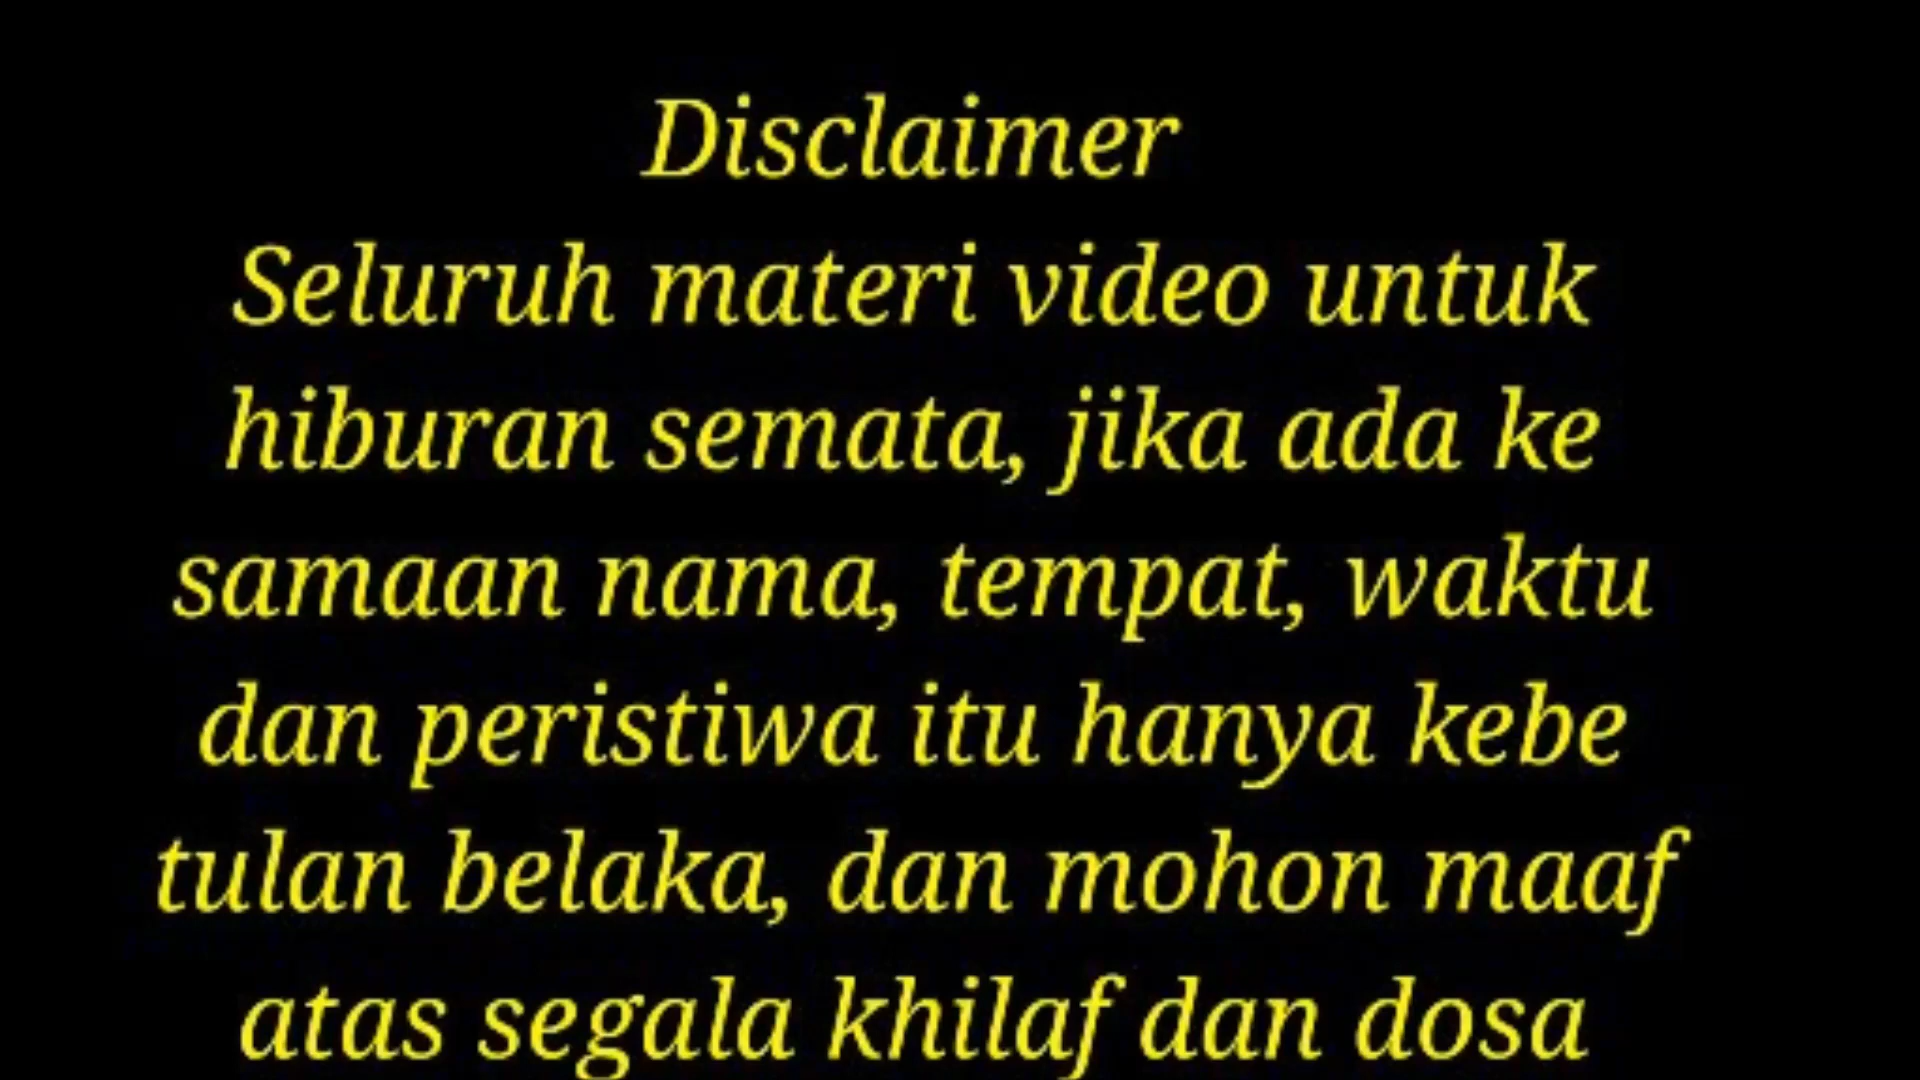 Disclaimer
Seluruh materi video untuk
hiburan semata, jika ada ke
samaan nama, tempat, waktu
dan peristiwa itu hanya kebe
tulan belaka, dan mohon maaf
atas segala khilaf dan dosa